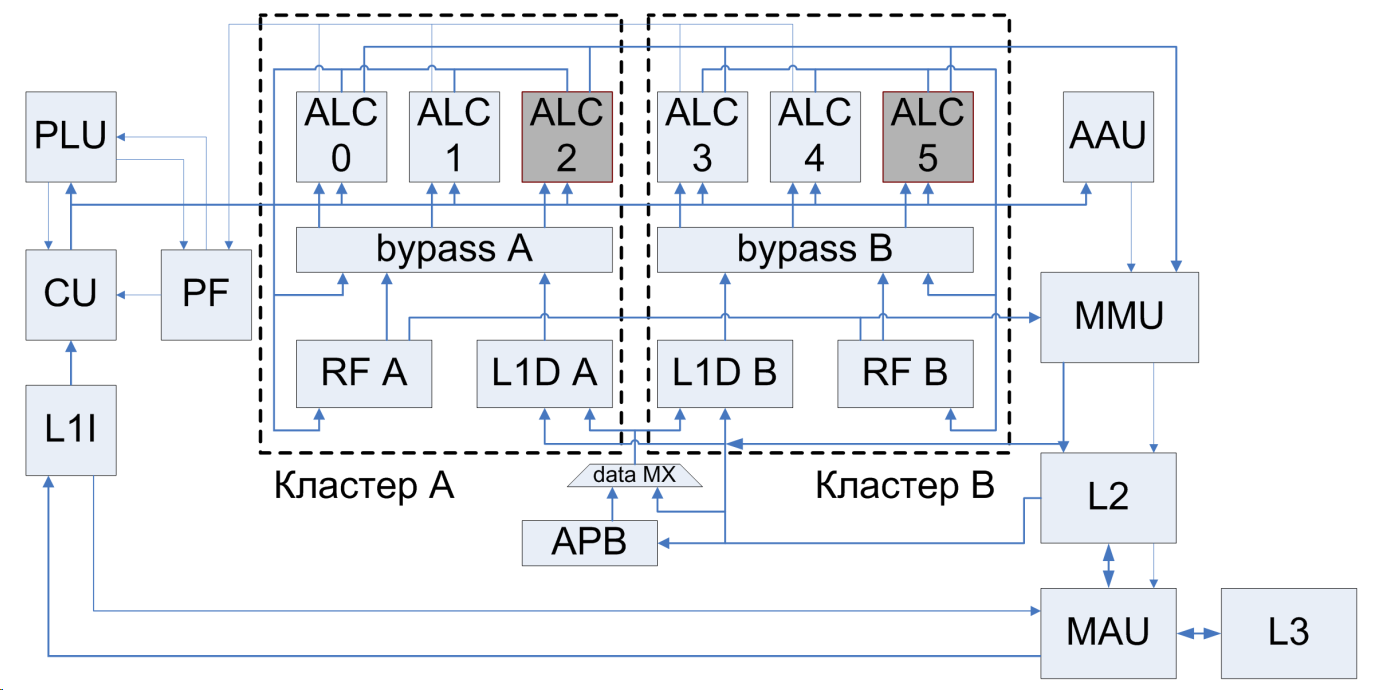 ALC
0
ALC
1
ALC
2
ALC
3
ALC
4
ALC
5
PLU
AAU
bypass A
bypass B
CU
PF
MMU
RF A
L1D A
L1D B
RF B
L1I
Кластер A
data MX
Кластер B
L2
APB
MAU
L3